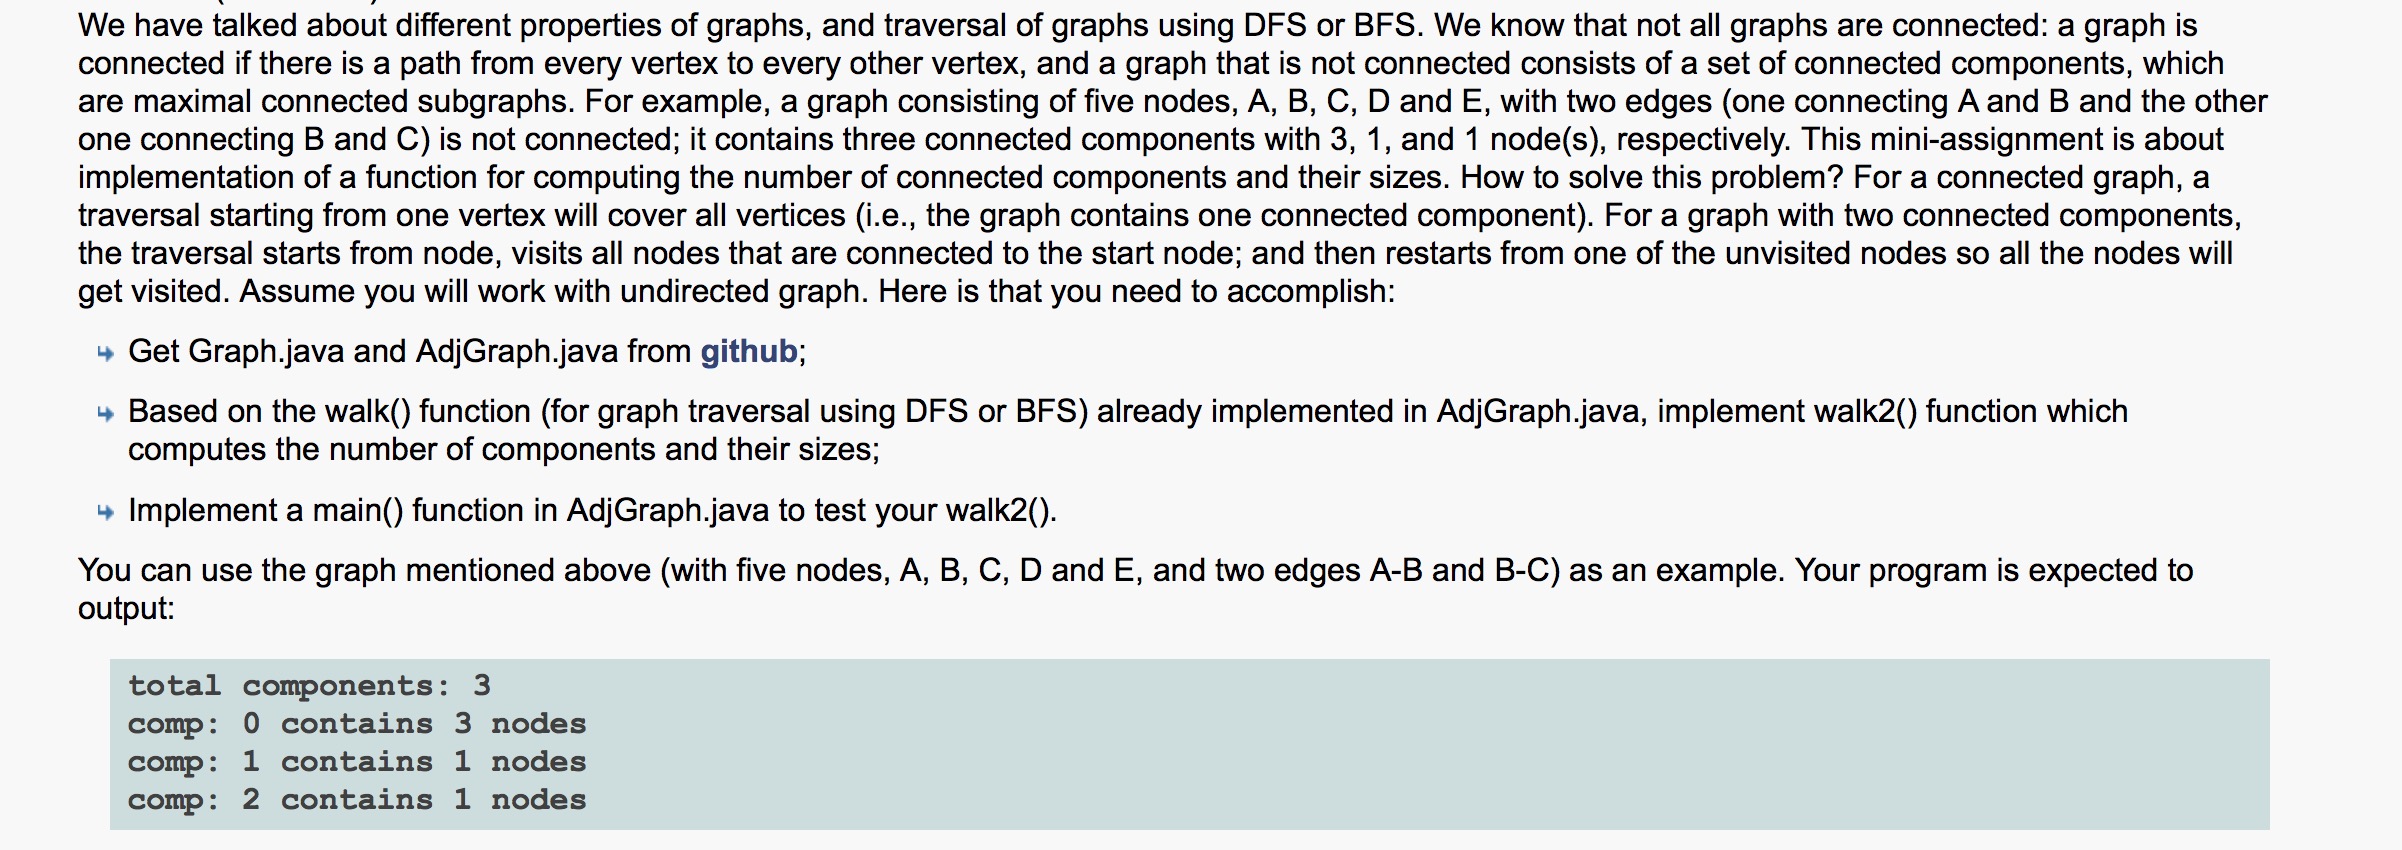 We have talked about different properties of graphs, and traversal of graphs using DFS or BFS. We know that not all graphs are connected: a graph is
connected if there is a path from every vertex to every other vertex, and a graph that is not connected consists of a set of connected components, which
are maximal connected subgraphs. For example, a graph consisting of five nodes, A, B, C, D and E, with two edges (one connecting A and B and the other
one connecting B and C) is not connected; it contains three connected components with 3, 1, and 1 node(s), respectively. This mini-assignment is about
implementation of a function for computing the number of connected components and their sizes. How to solve this problem? For a connected graph, a
traversal starting from one vertex will cover all vertices (i.e., the graph contains one connected component). For a graph with two connected components,
the traversal starts from node, visits all nodes that are connected to the start node; and then restarts from one of the unvisited nodes so all the nodes will
get visited. Assume you will work with undirected graph. Here is that you need to accomplish:
Get Graph.java and AdjGraph.java from github;
Based on the walk() function (for graph traversal using DFS or BFS) already implemented in AdjGraph.java, implement walk2() function which
computes the number of components and their sizes;
Implement a main() function in AdjGraph.java to test your walk2().
You can use the graph mentioned above (with five nodes, A, B, C, D and E, and two edges A-B and B-C) as an example. Your program is expected to
output:
total components: 3
comp: 0 contains 3 nodes
comp: 1 contains 1 nodes
comp: 2 contains 1 nodes